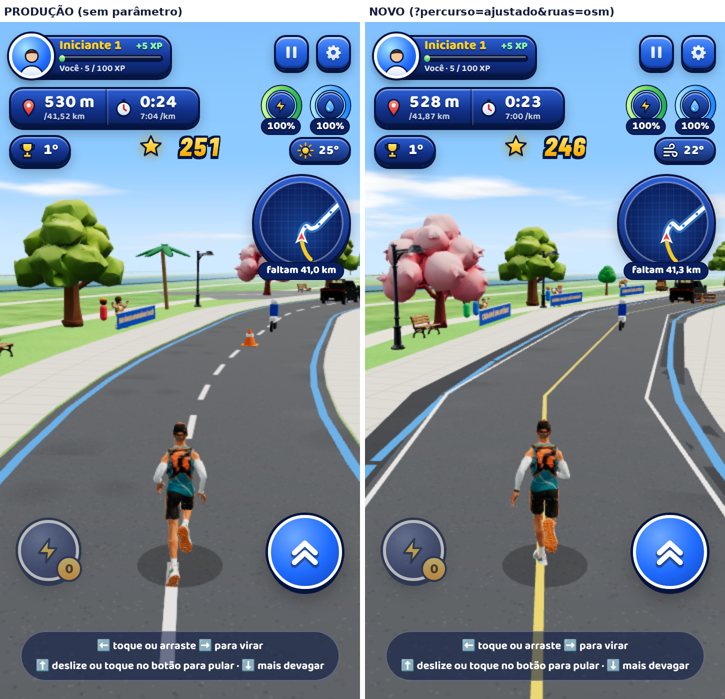 PRODUÇÃO (sem parâmetro)
Iniciante 1 +5 XP
Você · 5 / 100 XP
530 m 0:24
/41,52 km 7:04 /km
100% 100%
1° 251 25°
Faltam 41,0 km
0
⬅ toque ou arraste ➡ para virar
⬆ deslize ou toque no botão para pular · ⬇ mais devagar
NOVO (?percurso=ajustado&ruas=osm)
Iniciante 1 +5 XP
Você · 5 / 100 XP
528 m 0:23
/41,87 km 7:00 /km
100% 100%
1° 246 22°
Faltam 41,3 km
0
⬅ toque ou arraste ➡ para virar
⬆ deslize ou toque no botão para pular · ⬇ mais devagar